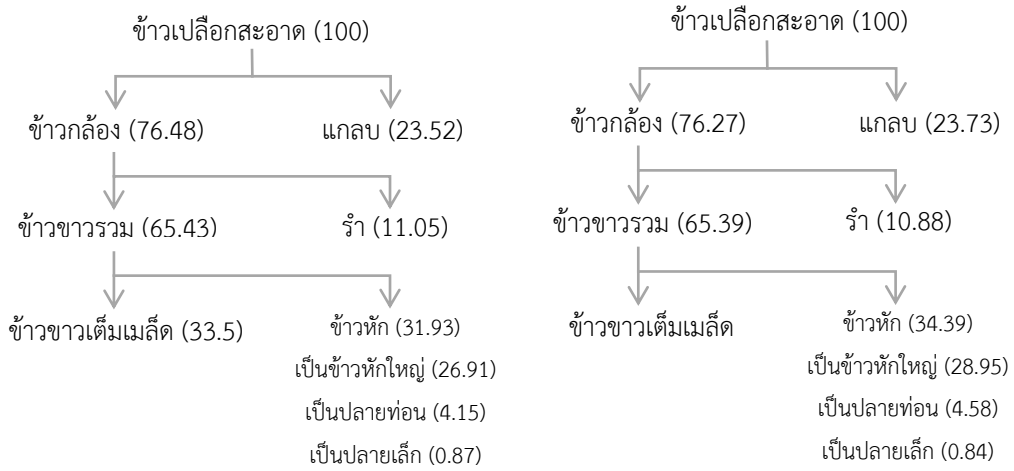 ข้าวเปลือกสะอาด (100)
ข้าวกล้อง (76.48)
แกลบ (23.52)
ข้าวขาวรวม (65.43)
รำ (11.05)
ข้าวขาวเต็มเมล็ด (33.5)
ข้าวหัก (31.93)
เป็นข้าวหักใหญ่ (26.91)
เป็นปลายท่อน (4.15)
เป็นปลายเล็ก (0.87)
ข้าวเปลือกสะอาด (100)
ข้าวกล้อง (76.27)
แกลบ (23.73)
ข้าวขาวรวม (65.39)
รำ (10.88)
ข้าวขาวเต็มเมล็ด
ข้าวหัก (34.39)
เป็นข้าวหักใหญ่ (28.95)
เป็นปลายท่อน (4.58)
เป็นปลายเล็ก (0.84)